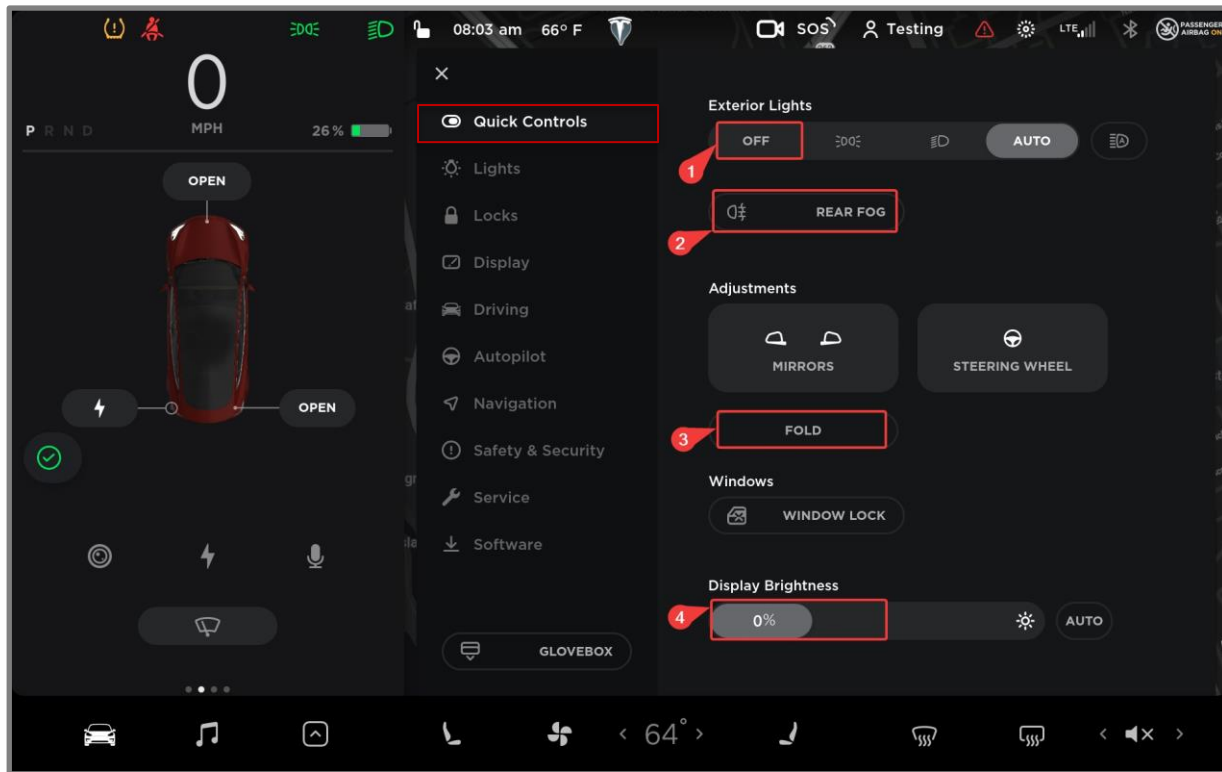 08:03 am 66° F SOS Testing LTE PASSENGER AIRBAG ON
0
MPH
P R N D
26 %
OPEN
OPEN
Quick Controls
Lights
Locks
Display
Driving
Autopilot
Navigation
Safety & Security
Service
Software
GLOVEBOX
Exterior Lights
1
OFF AUTO
2
REAR FOG
Adjustments
MIRRORS STEERING WHEEL
3
FOLD
Windows
WINDOW LOCK
Display Brightness
4
0% AUTO
64°